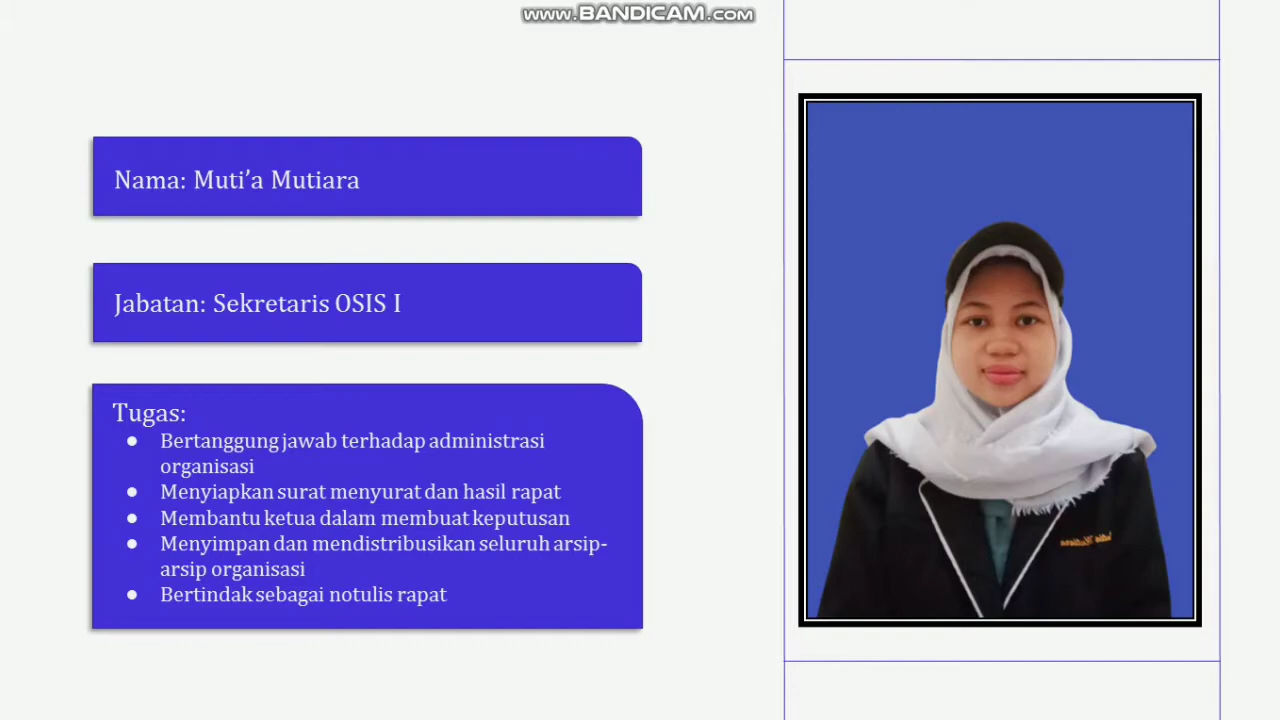 www.BANDICAM.com
Nama: Muti’a Mutiara
Jabatan: Sekretaris OSIS I
Tugas:
● Bertanggung jawab terhadap administrasi
organisasi
● Menyiapkan surat menyurat dan hasil rapat
● Membantu ketua dalam membuat keputusan
● Menyimpan dan mendistribusikan seluruh arsip-
arsip organisasi
● Bertindak sebagai notulis rapat